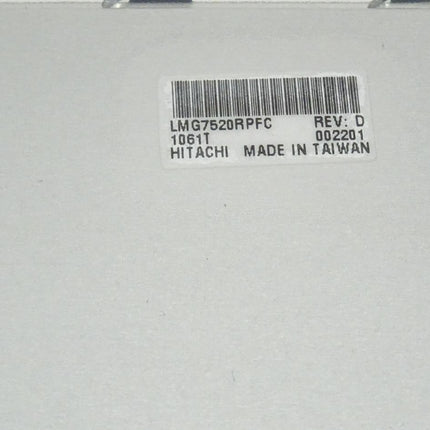 LMG7520RPFC REV: D
1061T 002201
HITACHI MADE IN TAIWAN